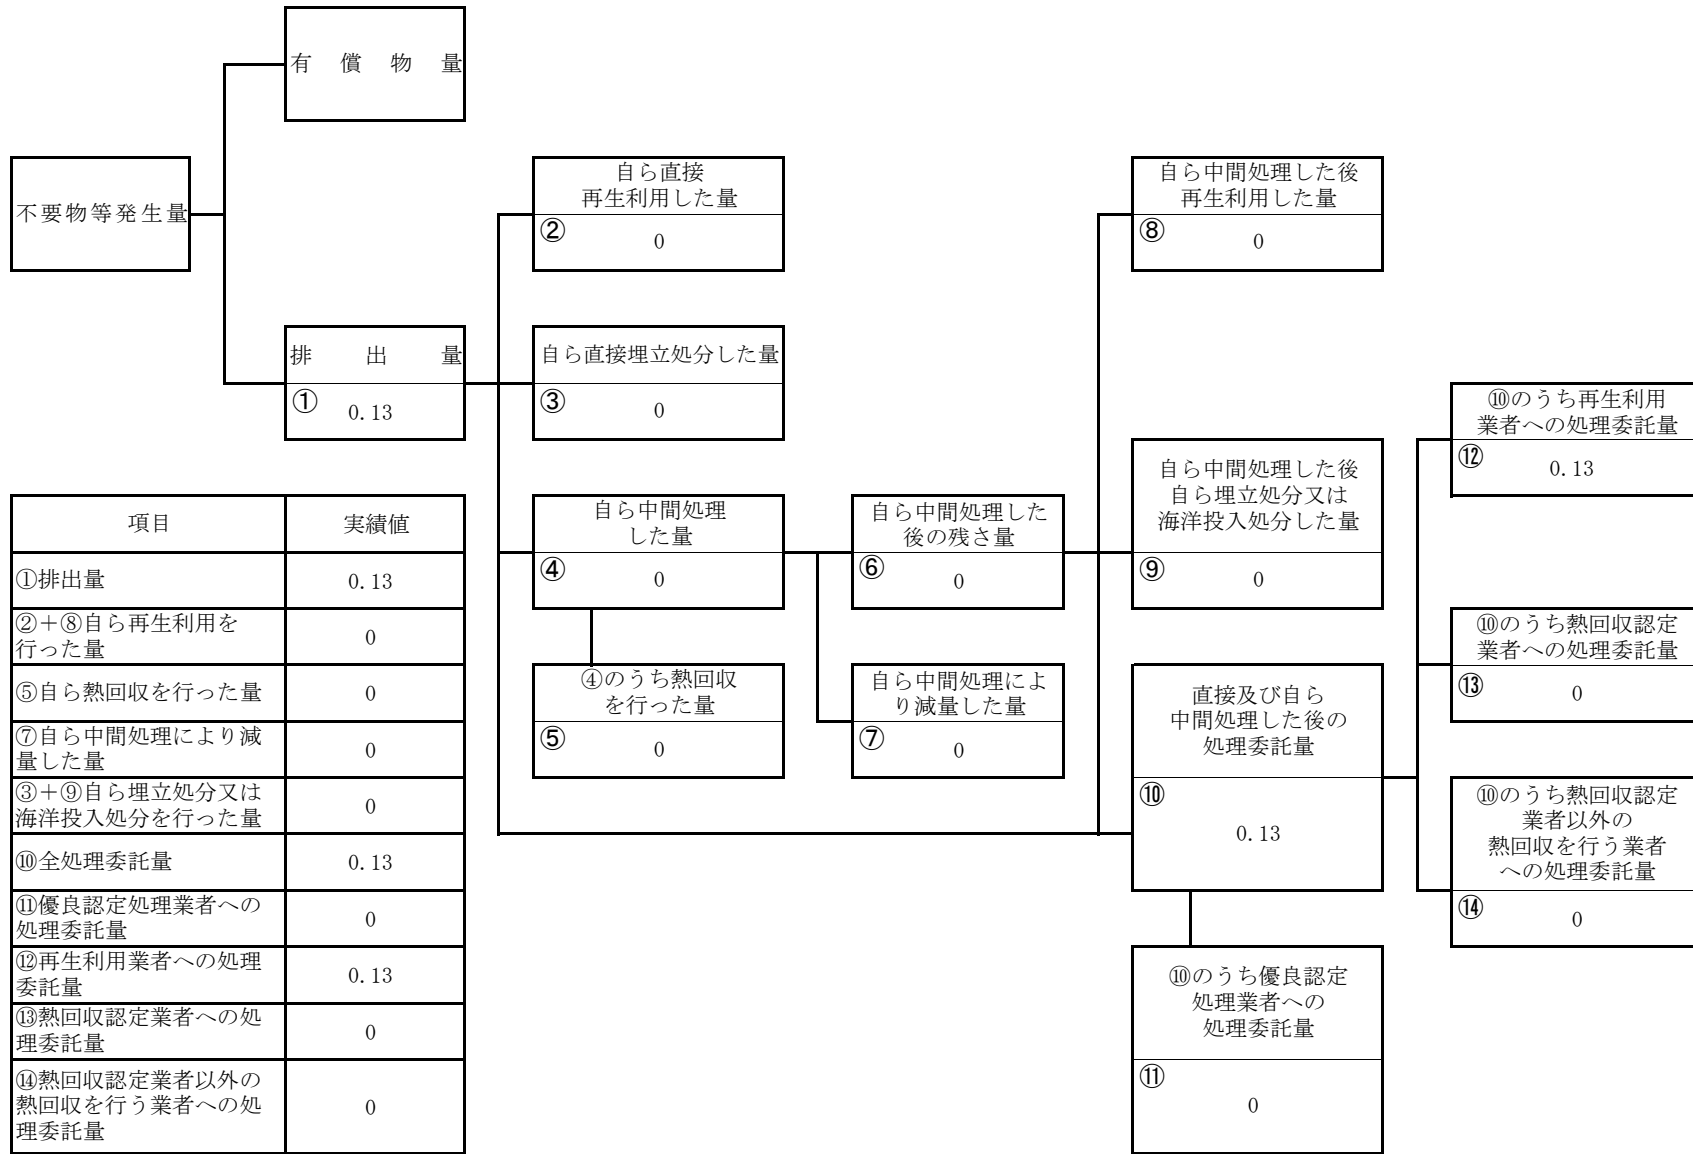 有償物量
不要物等発生量
排出量
①
0.13
自ら直接
再生利用した量
②
0
自ら直接埋立処分した量
③
0
自ら中間処理
した量
④
0
④のうち熱回収
を行った量
⑤
0
自ら中間処理した
後の残さ量
⑥
0
自ら中間処理によ
り減量した量
⑦
0
自ら中間処理した後
再生利用した量
⑧
0
自ら中間処理した後
自ら埋立処分又は
海洋投入処分した量
⑨
0
直接及び自ら
中間処理した後の
処理委託量
⑩
0.13
⑩のうち優良認定
処理業者への
処理委託量
⑪
0
⑩のうち再生利用
業者への処理委託量
⑫
0.13
⑩のうち熱回収認定
業者への処理委託量
⑬
0
⑩のうち熱回収認定
業者以外の
熱回収を行う業者
への処理委託量
⑭
0
項目 実績値
①排出量 0.13
②＋⑧自ら再生利用を
行った量 0
⑤自ら熱回収を行った量 0
⑦自ら中間処理により減
量した量 0
③＋⑨自ら埋立処分又は
海洋投入処分を行った量 0
⑩全処理委託量 0.13
⑪優良認定処理業者への
処理委託量 0
⑫再生利用業者への処理
委託量 0.13
⑬熱回収認定業者への処
理委託量 0
⑭熱回収認定業者以外の
熱回収を行う業者への処
理委託量 0